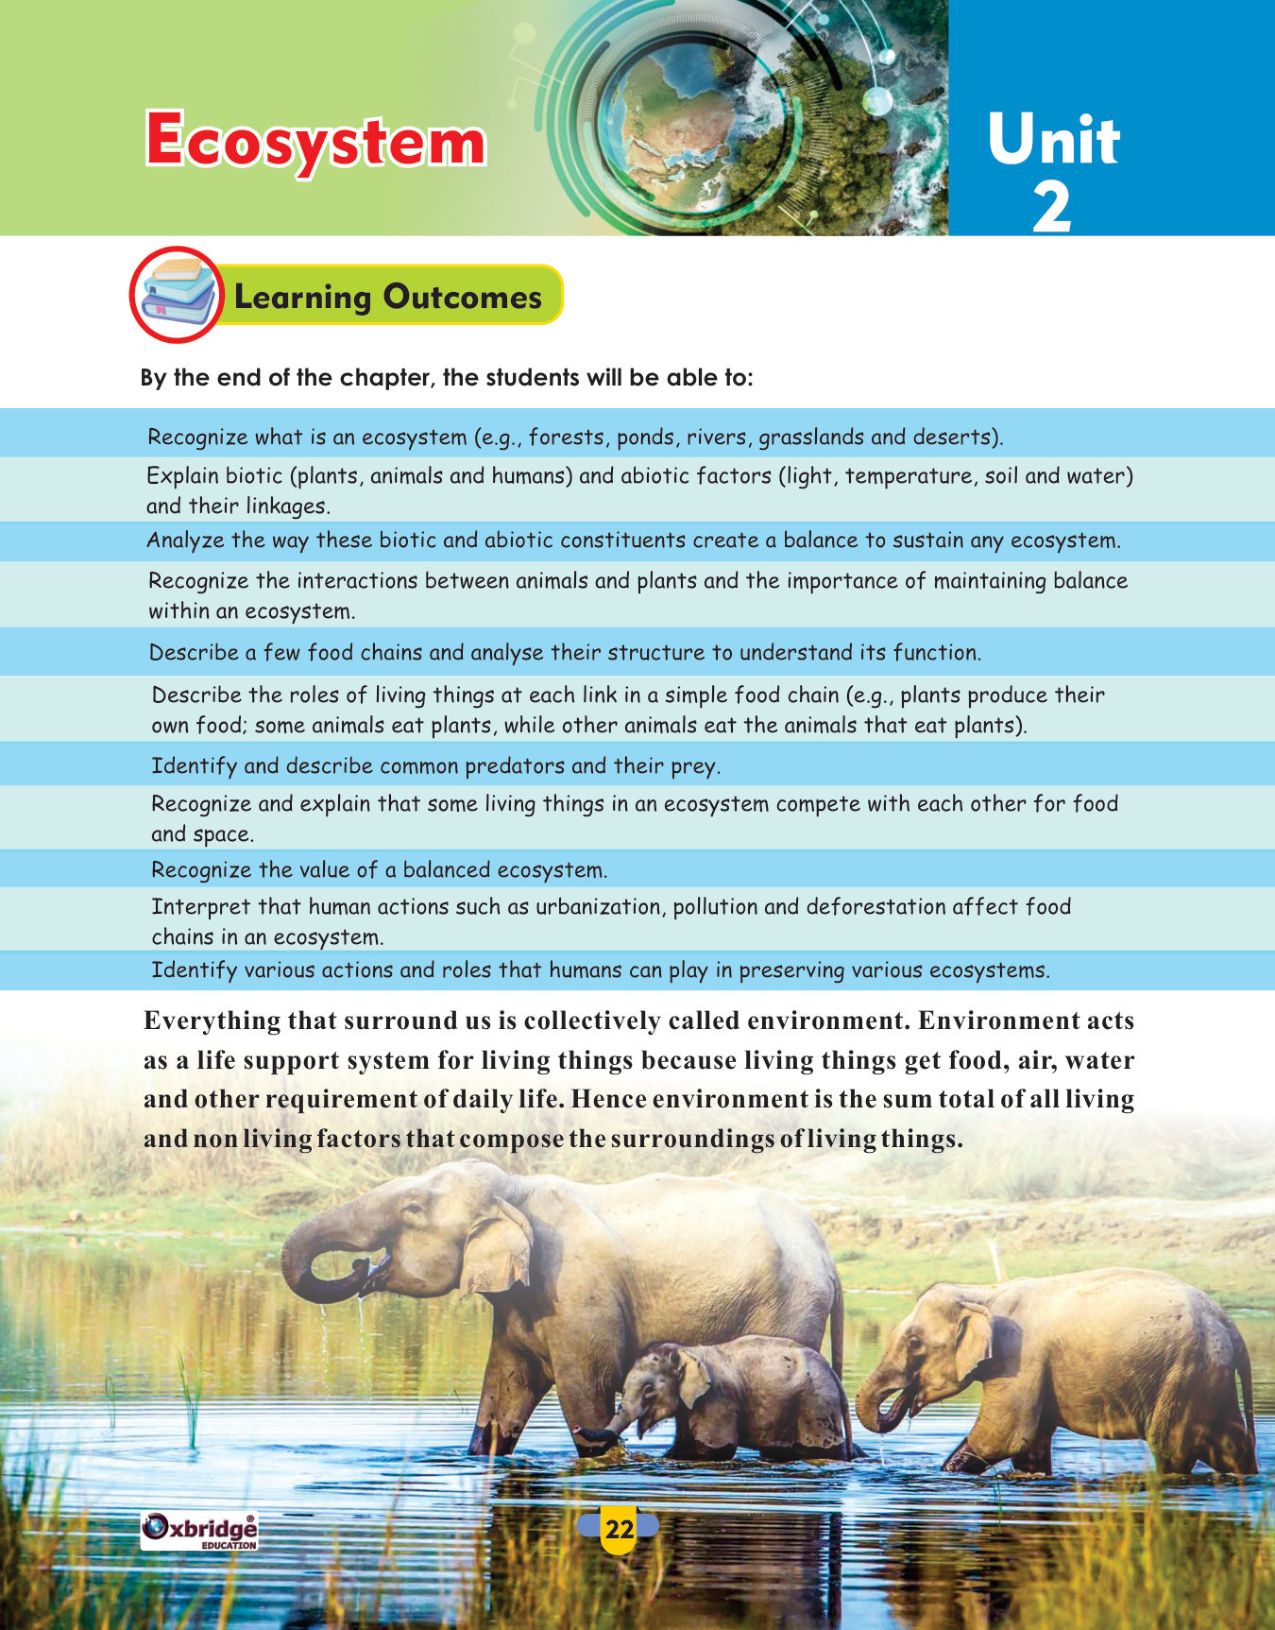 Ecosystem
Unit
2
Learning Outcomes
By the end of the chapter, the students will be able to:
Recognize what is an ecosystem (e.g., forests, ponds, rivers, grasslands and deserts).
Explain biotic (plants, animals and humans) and abiotic factors (light, temperature, soil and water)
and their linkages.
Analyze the way these biotic and abiotic constituents create a balance to sustain any ecosystem.
Recognize the interactions between animals and plants and the importance of maintaining balance
within an ecosystem.
Describe a few food chains and analyse their structure to understand its function.
Describe the roles of living things at each link in a simple food chain (e.g., plants produce their
own food; some animals eat plants, while other animals eat the animals that eat plants).
Identify and describe common predators and their prey.
Recognize and explain that some living things in an ecosystem compete with each other for food
and space.
Recognize the value of a balanced ecosystem.
Interpret that human actions such as urbanization, pollution and deforestation affect food
chains in an ecosystem.
Identify various actions and roles that humans can play in preserving various ecosystems.
Everything that surround us is collectively called environment. Environment acts
as a life support system for living things because living things get food, air, water
and other requirement of daily life. Hence environment is the sum total of all living
and non living factors that compose the surroundings of living things.
Oxbridge®
EDUCATION
22